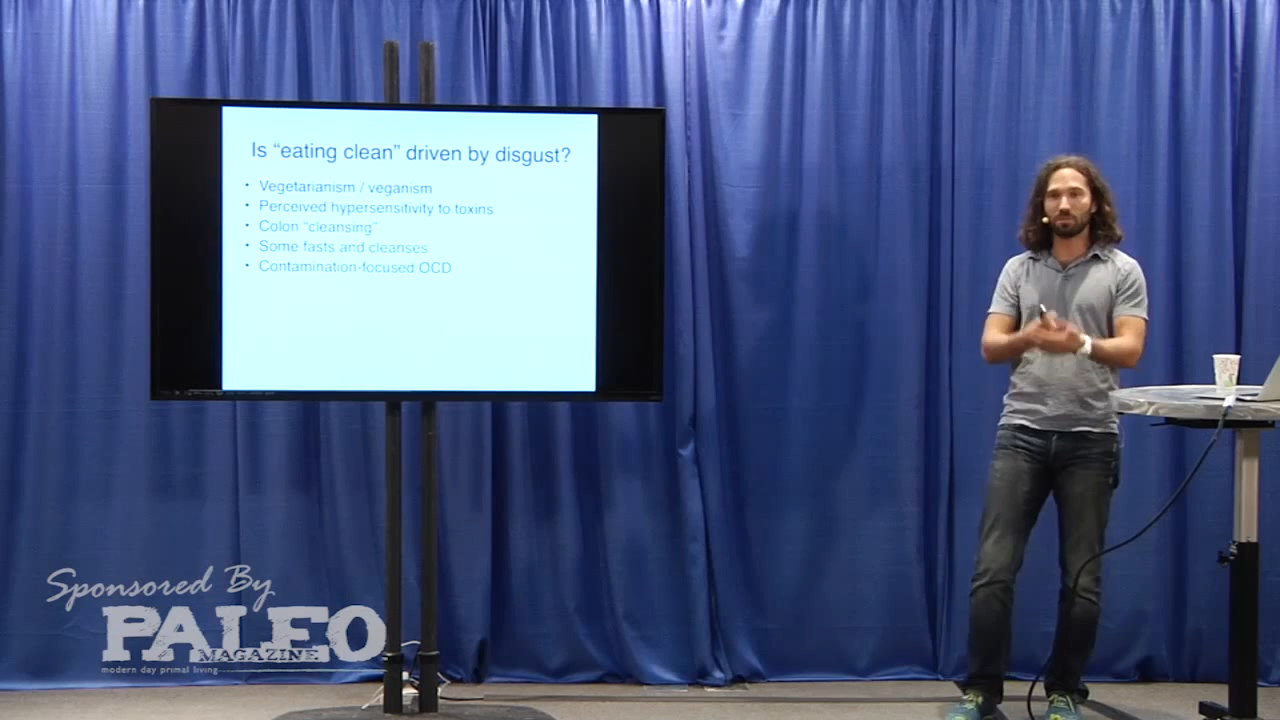 Is “eating clean” driven by disgust?
• Vegetarianism / veganism
• Perceived hypersensitivity to toxins
• Colon “cleansing”
• Some fasts and cleanses
• Contamination-focused OCD
Sponsored By
PALEO
MAGAZINE
modern day primal living